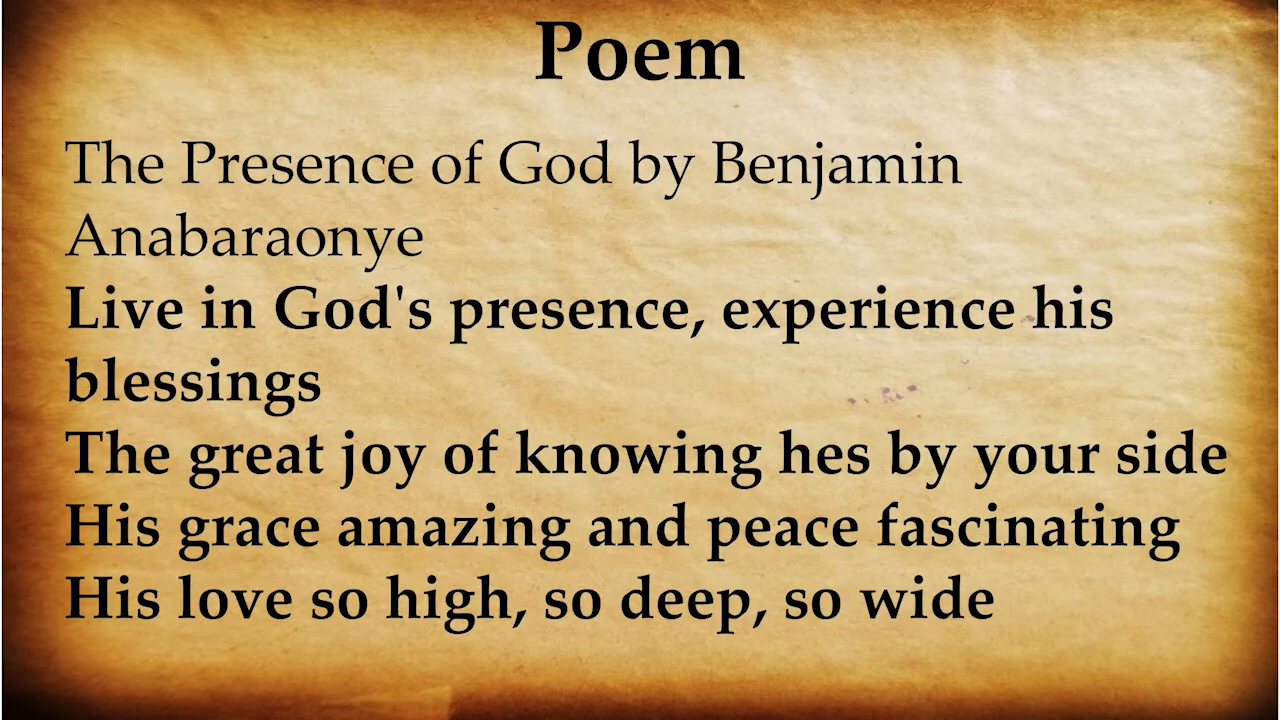 Poem
The Presence of God by Benjamin
Anabaraonye
Live in God's presence, experience his
blessings
The great joy of knowing hes by your side
His grace amazing and peace fascinating
His love so high, so deep, so wide